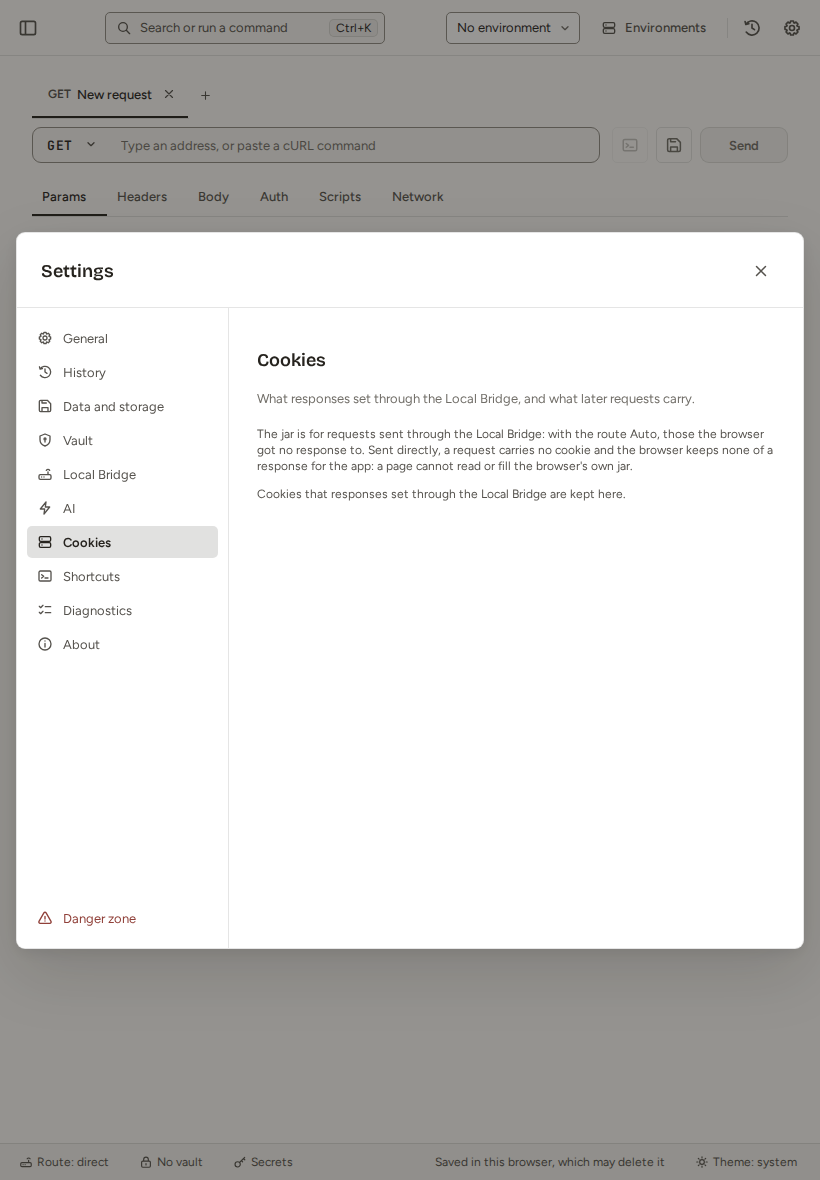 Search or run a command Ctrl+K No environment Environments
GET New request
GET Type an address, or paste a cURL command Send
Params Headers Body Auth Scripts Network
Settings
General
History
Data and storage
Vault
Local Bridge
AI
Cookies
Shortcuts
Diagnostics
About
Danger zone
Cookies
What responses set through the Local Bridge, and what later requests carry.
The jar is for requests sent through the Local Bridge: with the route Auto, those the browser
got no response to. Sent directly, a request carries no cookie and the browser keeps none of a
response for the app: a page cannot read or fill the browser's own jar.
Cookies that responses set through the Local Bridge are kept here.
Route: direct No vault Secrets Saved in this browser, which may delete it Theme: system